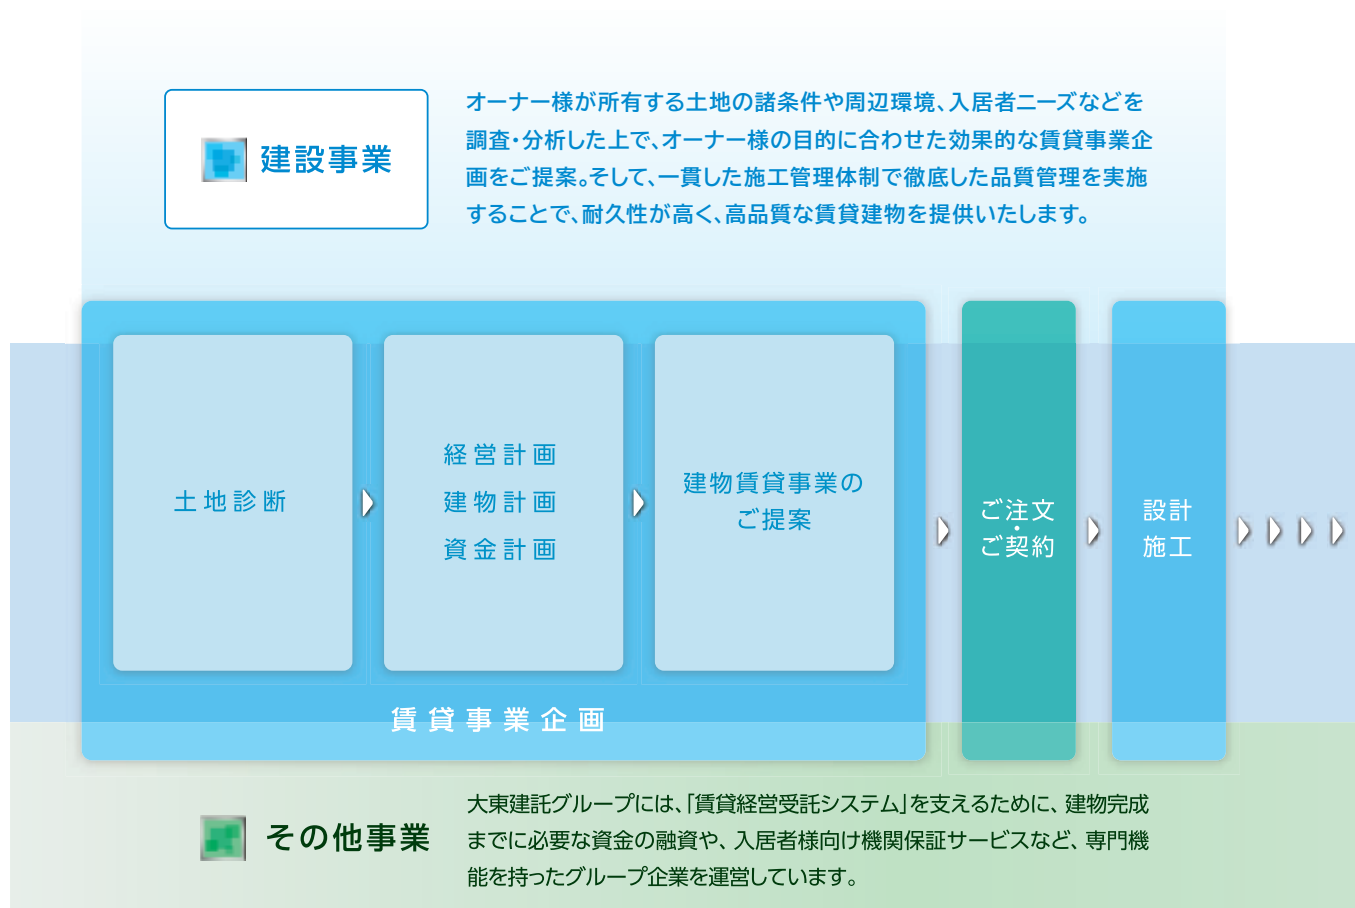 建設事業
オーナー様が所有する土地の諸条件や周辺環境、入居者ニーズなどを
調査・分析した上で、オーナー様の目的に合わせた効果的な賃貸事業企
画をご提案。そして、一貫した施工管理体制で徹底した品質管理を実施
することで、耐久性が高く、高品質な賃貸建物を提供いたします。
土地診断
経営計画
建物計画
資金計画
建物賃貸事業の
ご提案
賃貸事業企画
ご注文
・
ご契約
設計
施工
その他事業
大東建託グループには、「賃貸経営受託システム」を支えるために、建物完成
までに必要な資金の融資や、入居者様向け機関保証サービスなど、専門機
能を持ったグループ企業を運営しています。